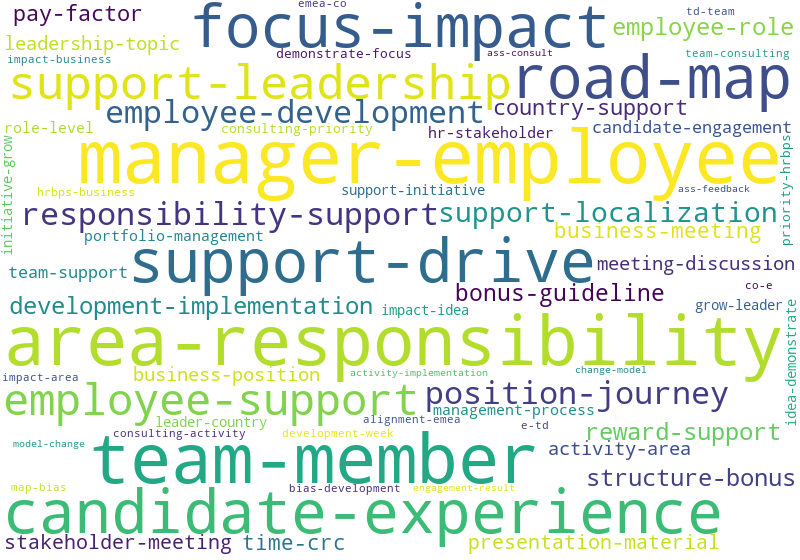 pay-factor
emea-co
focus-impact
td-team
employee-role
leadership-topic
demonstrate-focus
ass-consult
team-consulting
impact-business
support-leadership
road-map
employee-development
country-support
role-level
consulting-priority
hr-stakeholder
candidate-engagement
initiative-grow
manager-employee
priority-hrbps
hrbps-business
support-initiative
ass-feedback
responsibility-support
support-localization
portfolio-management
business-meeting
team-support
support-drive
meeting-discussion
bonus-guideline
co-e
development-implementation
impact-idea
grow-leader
idea-demonstrate
area-responsibility
impact-area
business-position
activity-implementation
change-model
employee-support
position-journey
management-process
leader-country
alignment-emea
e-td
consulting-activity
development-week
reward-support
model-change
team-member
activity-area
structure-bonus
map-bias
bias-development
engagement-result
candidate-experience
stakeholder-meeting
time-crc
presentation-material